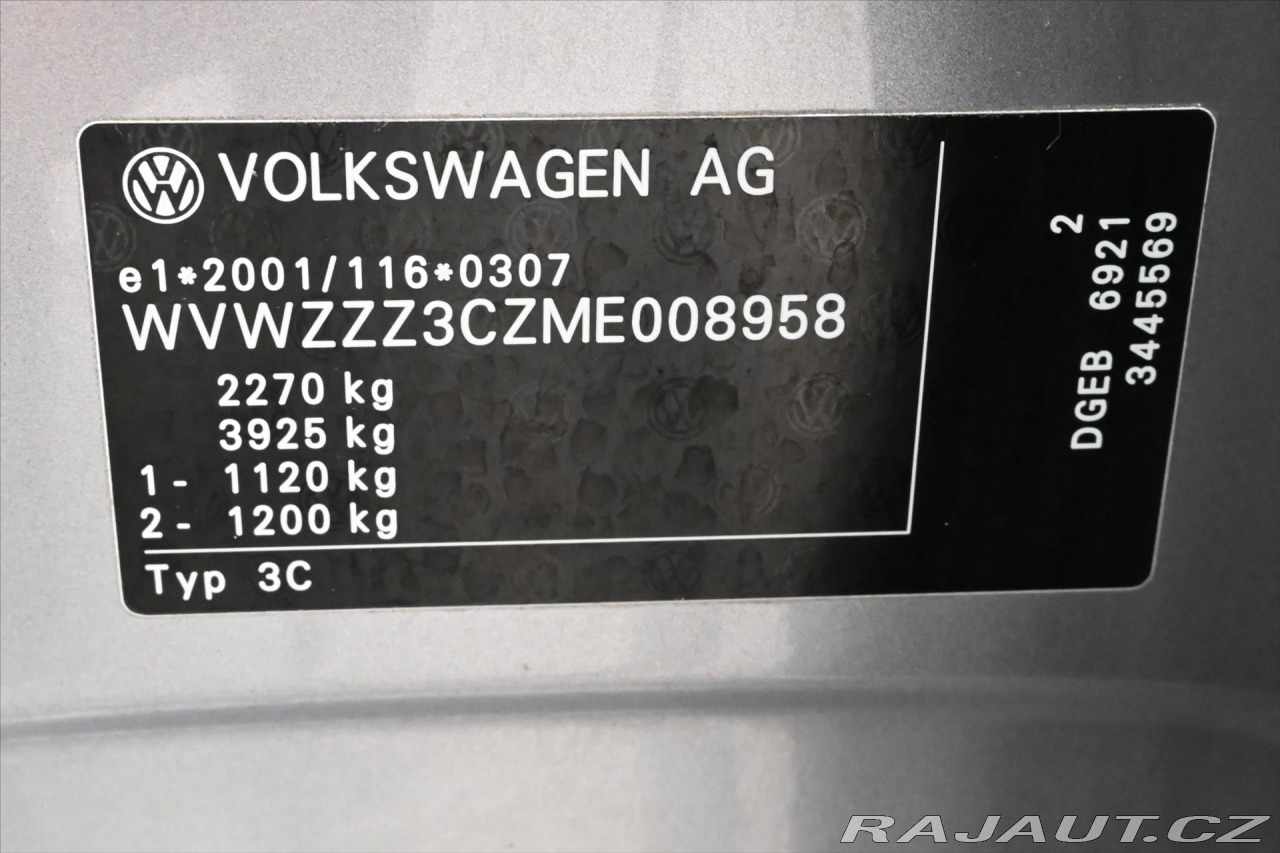 VOLKSWAGEN AG
e1*2001/116*0307
WVWZZZ3CZME008958
2270 kg
3925 kg
1- 1120 kg
2- 1200 kg
Typ 3C
2
DGEB 6921
3445569
RAJAUT.CZ